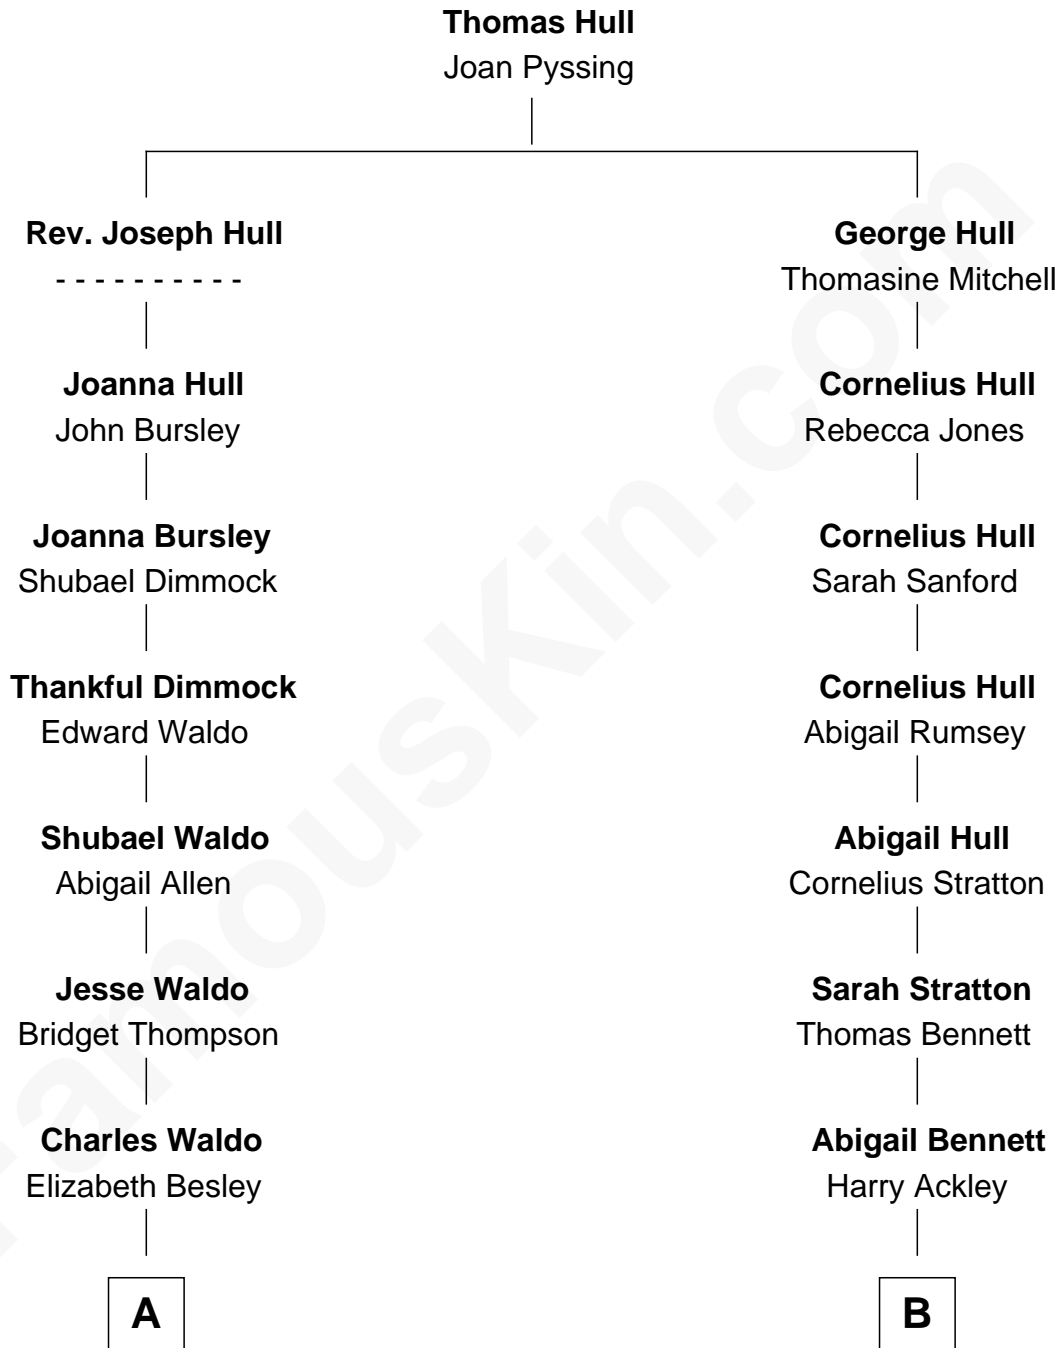 Thomas Hull
Joan Pyssing
Rev. Joseph Hull
- - - - - - - - - -
George Hull
Thomasine Mitchell
Joanna Hull
John Bursley
Cornelius Hull
Rebecca Jones
Joanna Bursley
Shubael Dimmock
Cornelius Hull
Sarah Sanford
Thankful Dimmock
Edward Waldo
Cornelius Hull
Abigail Rumsey
Shubael Waldo
Abigail Allen
Abigail Hull
Cornelius Stratton
Jesse Waldo
Bridget Thompson
Sarah Stratton
Thomas Bennett
Charles Waldo
Elizabeth Besley
Abigail Bennett
Harry Ackley
A
B
FamousKin.com